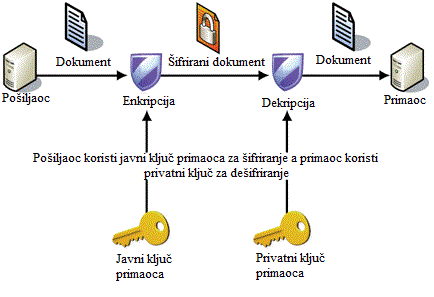 Dokument
Šifrirani dokument
Dokument
Pošiljaoc
Enkripcija
Dekripcija
Primaoc
Pošiljaoc koristi javni ključ primaoca za šifriranje a primaoc koristi
privatni ključ za dešifriranje
Javni ključ
primaoca
Privatni ključ
primaoca